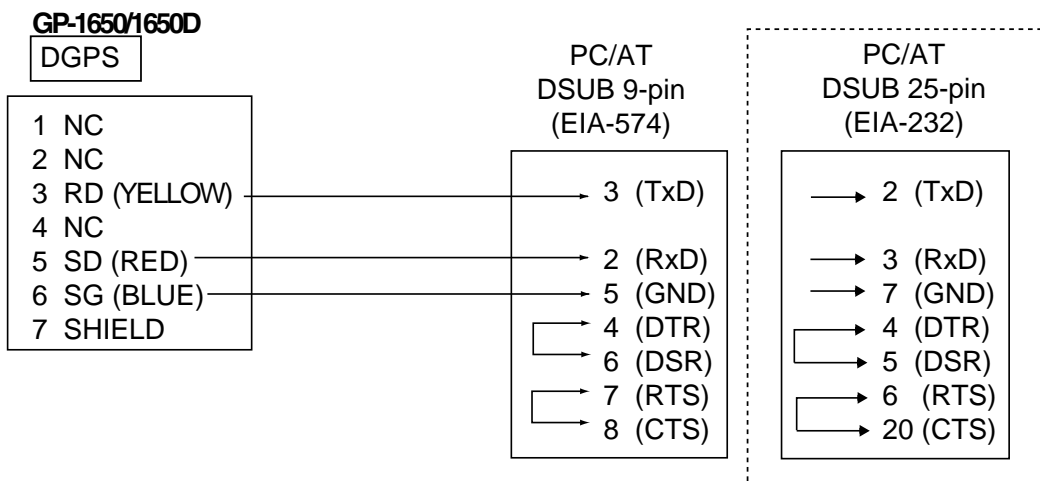 GP-1650/1650D
DGPS
1 NC
2 NC
3 RD (YELLOW)
4 NC
5 SD (RED)
6 SG (BLUE)
7 SHIELD
PC/AT
DSUB 9-pin
(EIA-574)
3 (TxD)
2 (RxD)
5 (GND)
4 (DTR)
6 (DSR)
7 (RTS)
8 (CTS)
PC/AT
DSUB 25-pin
(EIA-232)
2 (TxD)
3 (RxD)
7 (GND)
4 (DTR)
5 (DSR)
6 (RTS)
20 (CTS)